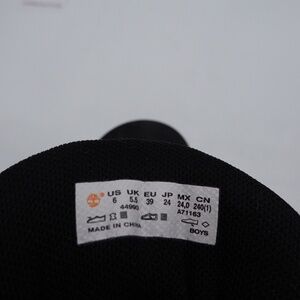 US UK EU JP MX CN
6 5.5 39 24 24,0 240(1)
44990 A71163
MADE IN CHINA BOYS